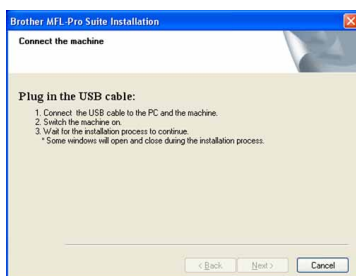 Brother MFL-Pro Suite Installation
Connect the machine
Plug in the USB cable:
1. Connect the USB cable to the PC and the machine.
2. Switch the machine on.
3. Wait for the installation process to continue.
* Some windows will open and close during the installation process.
< Back Next > Cancel